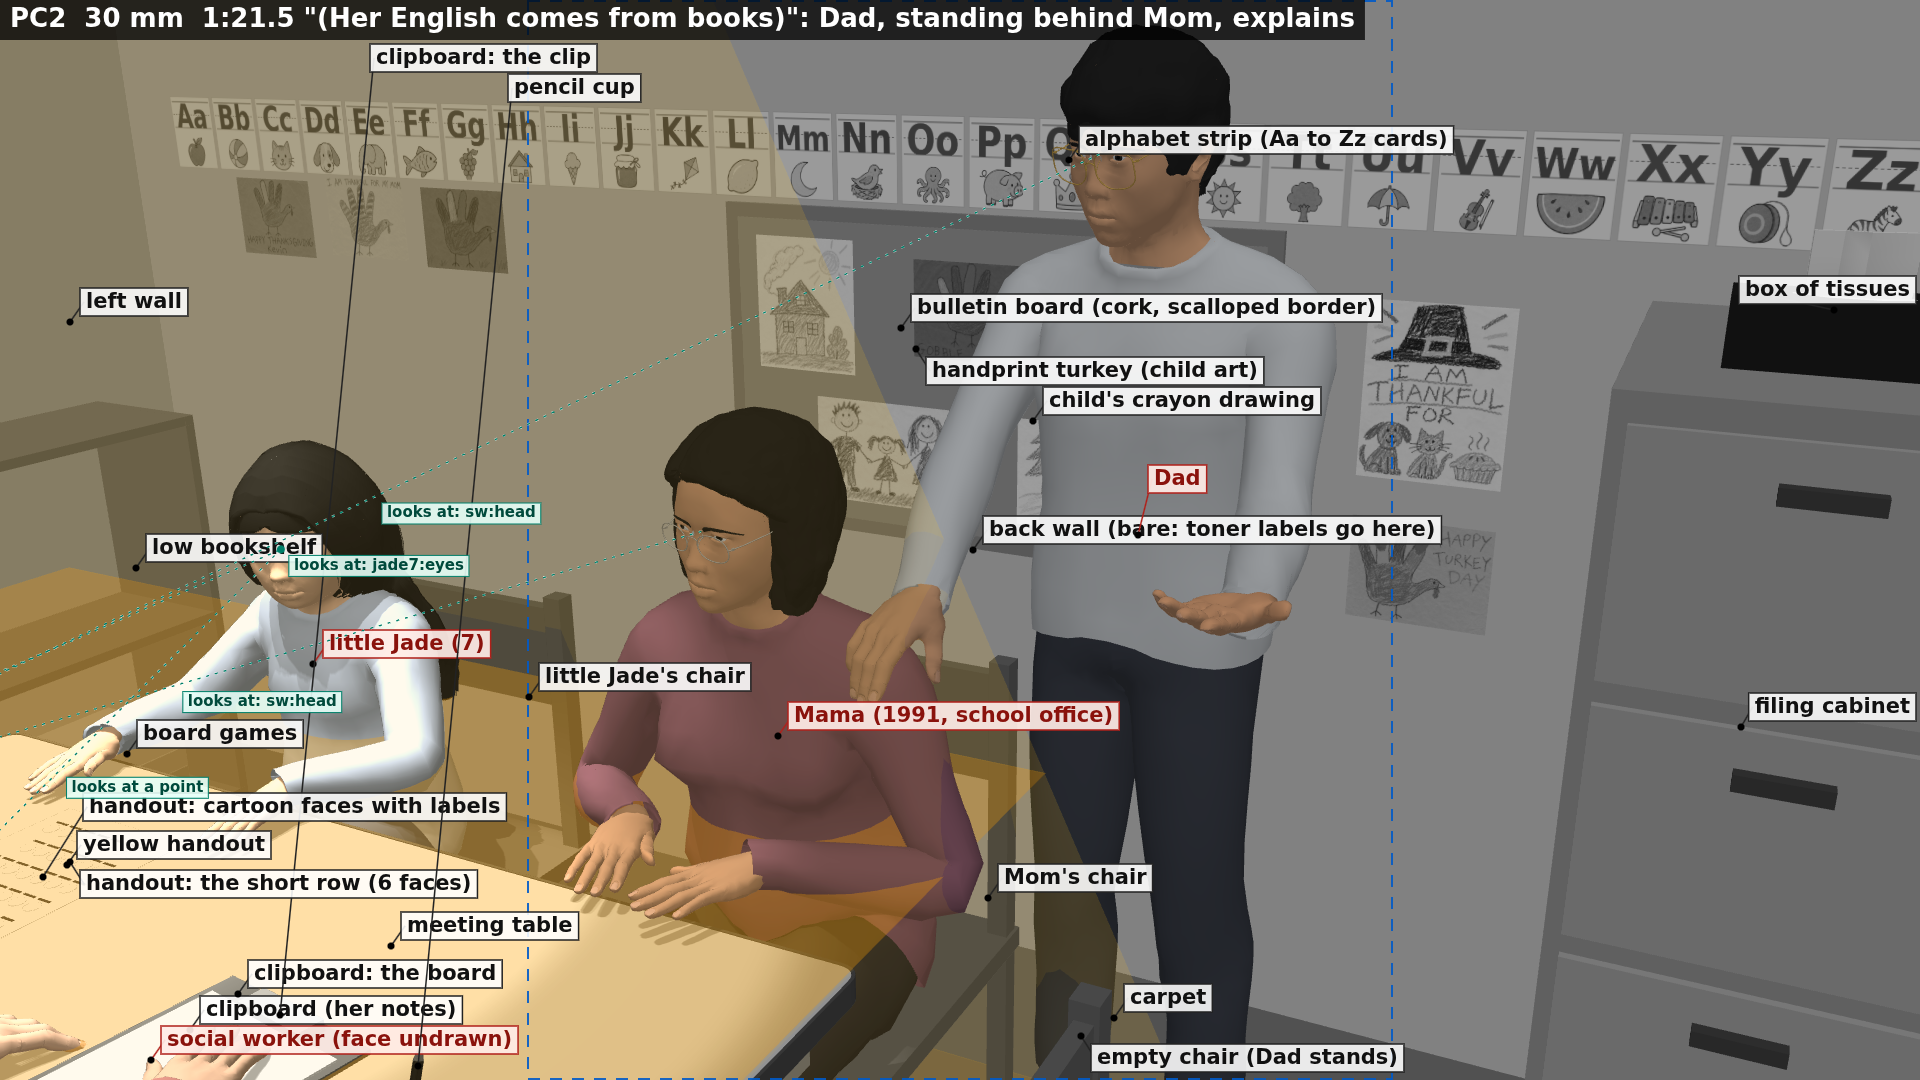 PC2 30 mm 1:21.5 "(Her English comes from books)": Dad, standing behind Mom, explains
clipboard: the clip
pencil cup
Aa Bb Cc Dd Ee Ff Gg Hh Ii Jj Kk Ll Mm Nn Oo Pp
alphabet strip (Aa to Zz cards)
Vv Ww Xx Yy Zz
HAPPY THANKSGIVING
left wall
box of tissues
bulletin board (cork, scalloped border)
handprint turkey (child art)
child's crayon drawing
I AM
THANKFUL
FOR
Dad
looks at: sw:head
back wall (bare: toner labels go here)
low bookshelf
looks at: jade7:eyes
HAPPY
TURKEY
DAY
little Jade (7)
little Jade's chair
looks at: sw:head
Mama (1991, school office)
filing cabinet
board games
looks at a point
handout: cartoon faces with labels
yellow handout
handout: the short row (6 faces)
Mom's chair
meeting table
clipboard: the board
carpet
clipboard (her notes)
social worker (face undrawn)
empty chair (Dad stands)